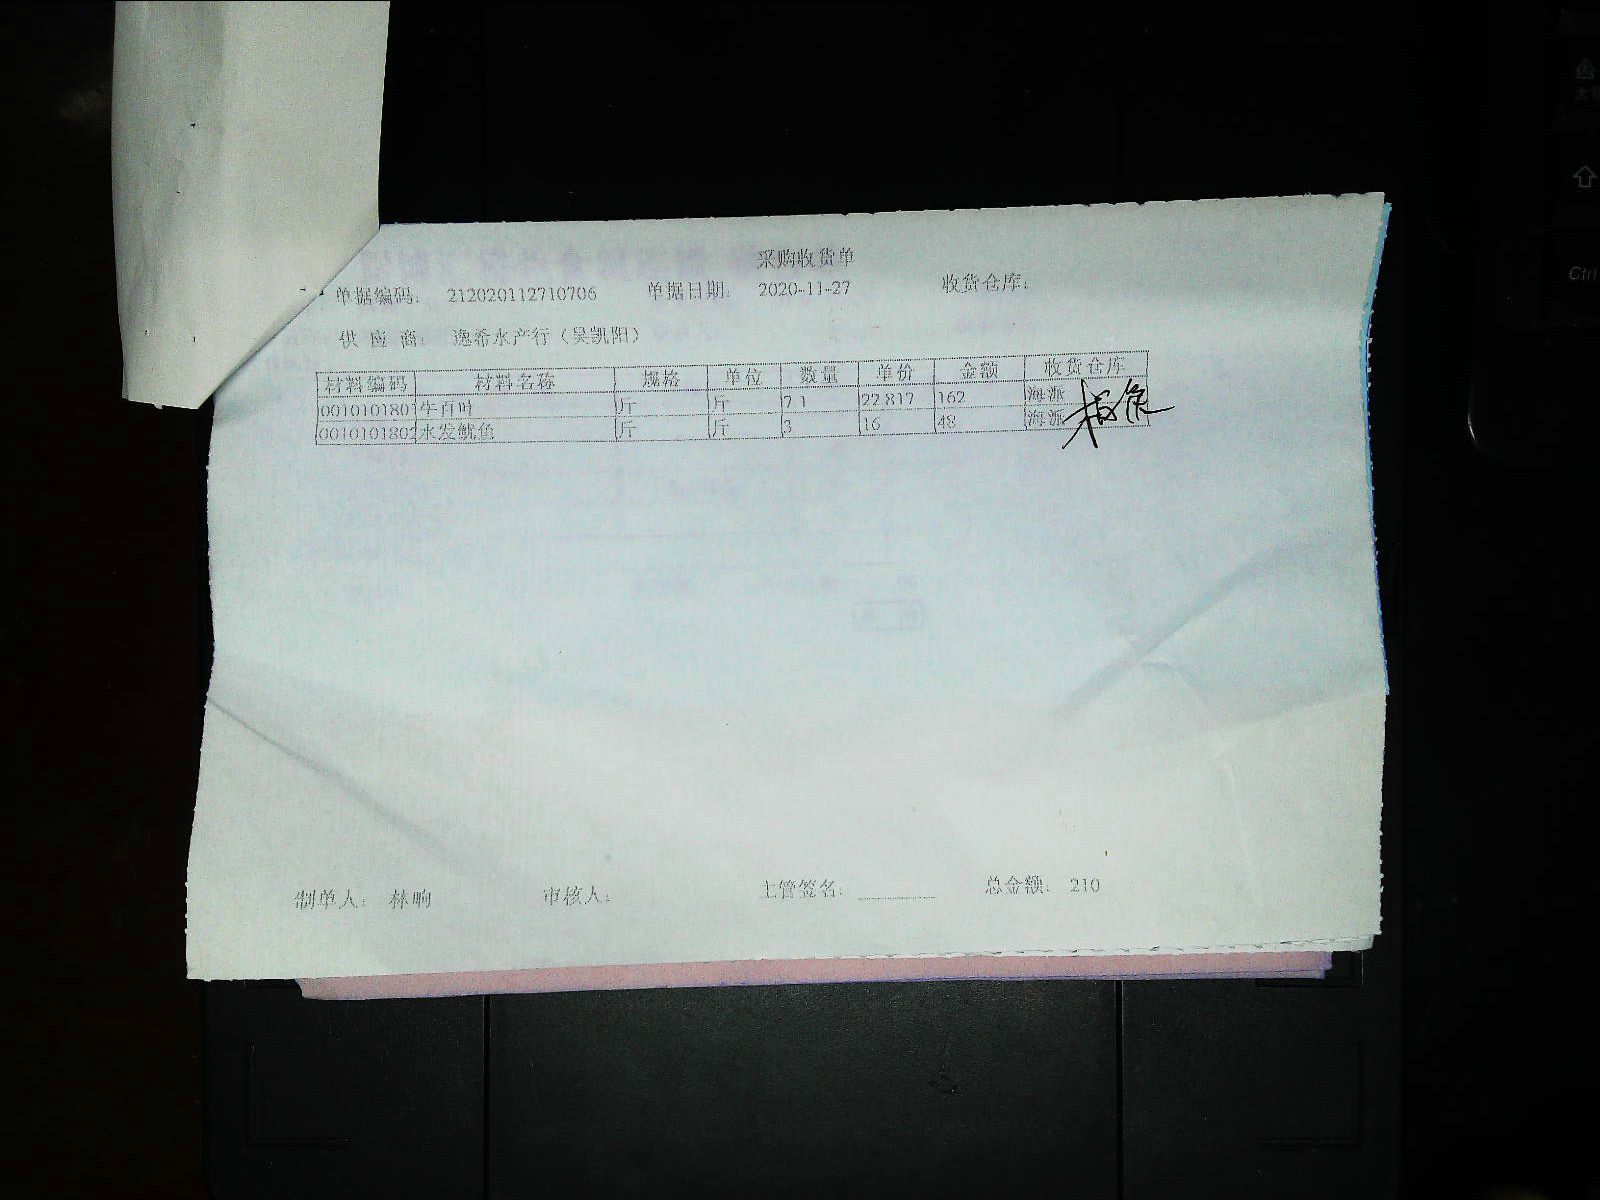 采购收货单
单据编码： 212020112710706 单据日期： 2020-11-27 收货仓库：
供 应 商： 逸希水产行（吴凯阳）
材料编码 材料名称 规格 单位 数量 单价 金额 收货仓库
0010101801 牛百叶 斤 斤 7.1 22.817 162 海派
0010101802 水发鱿鱼 斤 斤 3 16 48 海派
制单人： 林响 审核人： 主管签名： 总金额： 210
Ctrl